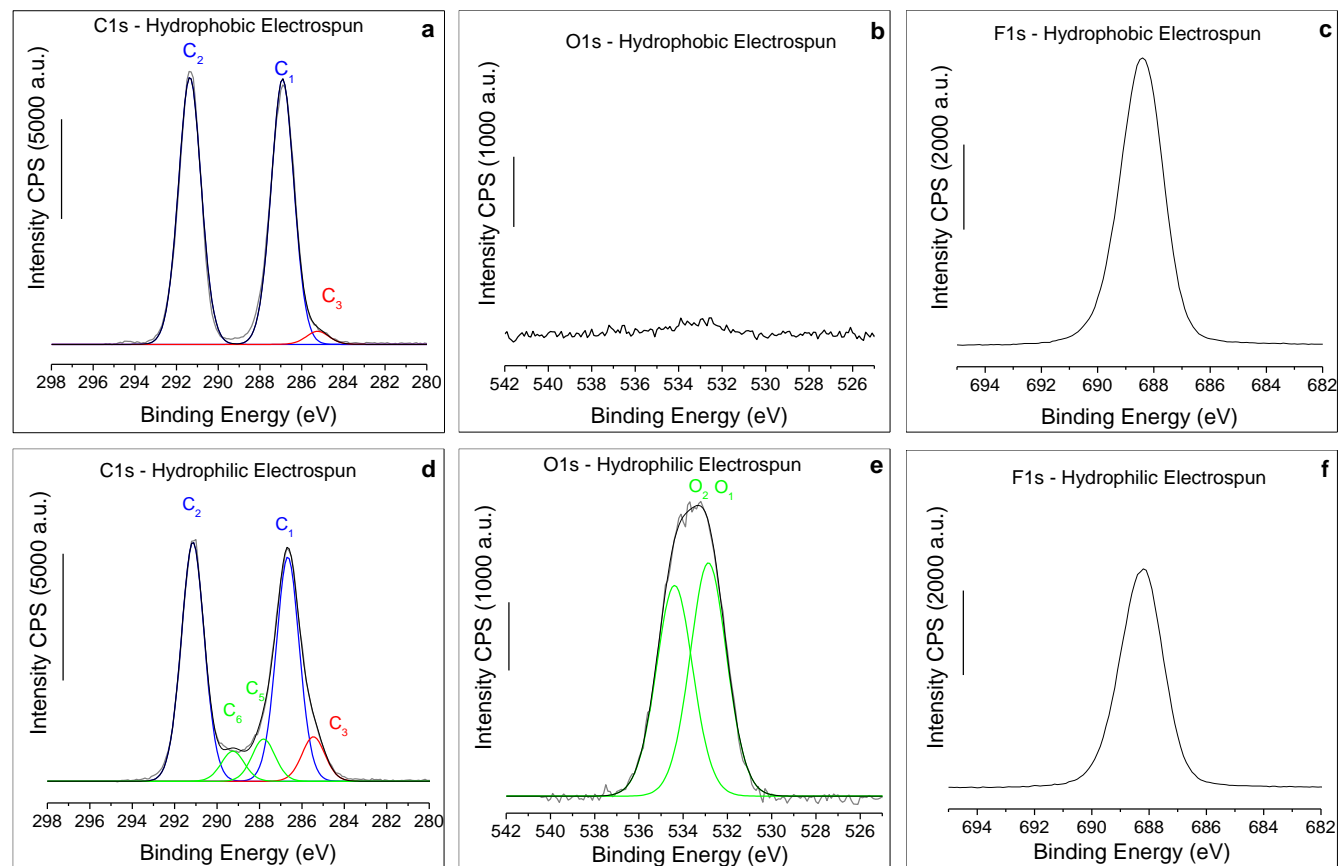 C1s - Hydrophobic Electrospun
a
C₂
C₁
C₃
Intensity CPS (5000 a.u.)
298 296 294 292 290 288 286 284 282 280
Binding Energy (eV)
O1s - Hydrophobic Electrospun
b
Intensity CPS (1000 a.u.)
542 540 538 536 534 532 530 528 526
Binding Energy (eV)
F1s - Hydrophobic Electrospun
c
Intensity CPS (2000 a.u.)
694 692 690 688 686 684 682
Binding Energy (eV)
C1s - Hydrophilic Electrospun
d
C₂
C₁
C₅
C₆
C₃
Intensity CPS (5000 a.u.)
298 296 294 292 290 288 286 284 282 280
Binding Energy (eV)
O1s - Hydrophilic Electrospun
e
O₂ O₁
Intensity CPS (1000 a.u.)
542 540 538 536 534 532 530 528 526
Binding Energy (eV)
F1s - Hydrophilic Electrospun
f
Intensity CPS (2000 a.u.)
694 692 690 688 686 684 682
Binding Energy (eV)